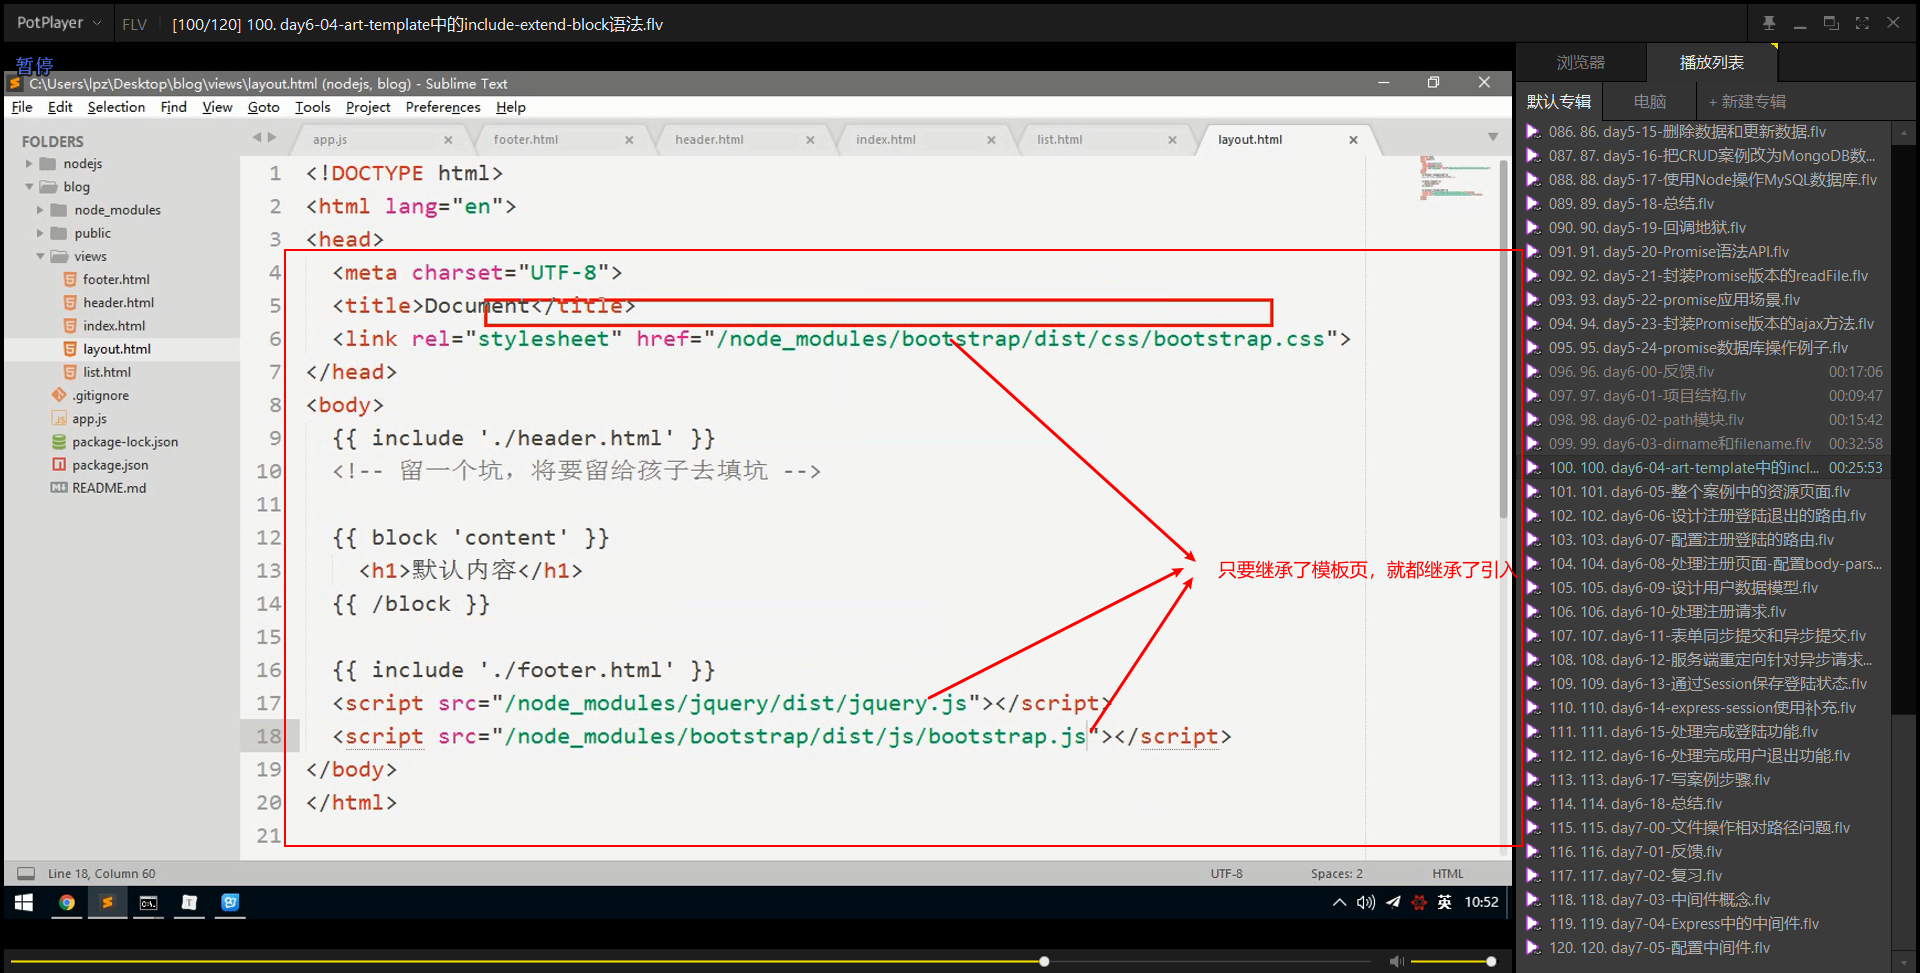 PotPlayer
FLV
[100/120] 100. day6-04-art-template中的include-extend-block语法.flv
暂停
C:\Users\lpz\Desktop\blog\views\layout.html (nodejs, blog) - Sublime Text
File Edit Selection Find View Goto Tools Project Preferences Help
FOLDERS
nodejs
blog
node_modules
public
views
footer.html
header.html
index.html
layout.html
list.html
.gitignore
app.js
package-lock.json
package.json
README.md
app.js
footer.html
header.html
index.html
list.html
layout.html
1 <!DOCTYPE html>
2 <html lang="en">
3 <head>
4 <meta charset="UTF-8">
5 <title>Document</title>
6 <link rel="stylesheet" href="/node_modules/bootstrap/dist/css/bootstrap.css">
7 </head>
8 <body>
9 {{ include './header.html' }}
10 <!-- 留一个坑，将要留给孩子去填坑 -->
11
12 {{ block 'content' }}
13 <h1>默认内容</h1>
14 {{ /block }}
15
16 {{ include './footer.html' }}
17 <script src="/node_modules/jquery/dist/jquery.js"></script>
18 <script src="/node_modules/bootstrap/dist/js/bootstrap.js"></script>
19 </body>
20 </html>
21
只要继承了模板页，就都继承了引入
Line 18, Column 60
UTF-8
Spaces: 2
HTML
英
10:52
浏览器
播放列表
默认专辑
电脑
+ 新建专辑
086. 86. day5-15-删除数据和更新数据.flv
087. 87. day5-16-把CRUD案例改为MongoDB数...
088. 88. day5-17-使用Node操作MySQL数据库.flv
089. 89. day5-18-总结.flv
090. 90. day5-19-回调地狱.flv
091. 91. day5-20-Promise语法API.flv
092. 92. day5-21-封装Promise版本的readFile.flv
093. 93. day5-22-promise应用场景.flv
094. 94. day5-23-封装Promise版本的ajax方法.flv
095. 95. day5-24-promise数据库操作例子.flv
096. 96. day6-00-反馈.flv 00:17:06
097. 97. day6-01-项目结构.flv 00:09:47
098. 98. day6-02-path模块.flv 00:15:42
099. 99. day6-03-dirname和filename.flv 00:32:58
100. 100. day6-04-art-template中的incl... 00:25:53
101. 101. day6-05-整个案例中的资源页面.flv
102. 102. day6-06-设计注册登陆退出的路由.flv
103. 103. day6-07-配置注册登陆的路由.flv
104. 104. day6-08-处理注册页面-配置body-pars...
105. 105. day6-09-设计用户数据模型.flv
106. 106. day6-10-处理注册请求.flv
107. 107. day6-11-表单同步提交和异步提交.flv
108. 108. day6-12-服务端重定向针对异步请求...
109. 109. day6-13-通过Session保存登陆状态.flv
110. 110. day6-14-express-session使用补充.flv
111. 111. day6-15-处理完成登陆功能.flv
112. 112. day6-16-处理完成用户退出功能.flv
113. 113. day6-17-写案例步骤.flv
114. 114. day6-18-总结.flv
115. 115. day7-00-文件操作相对路径问题.flv
116. 116. day7-01-反馈.flv
117. 117. day7-02-复习.flv
118. 118. day7-03-中间件概念.flv
119. 119. day7-04-Express中的中间件.flv
120. 120. day7-05-配置中间件.flv